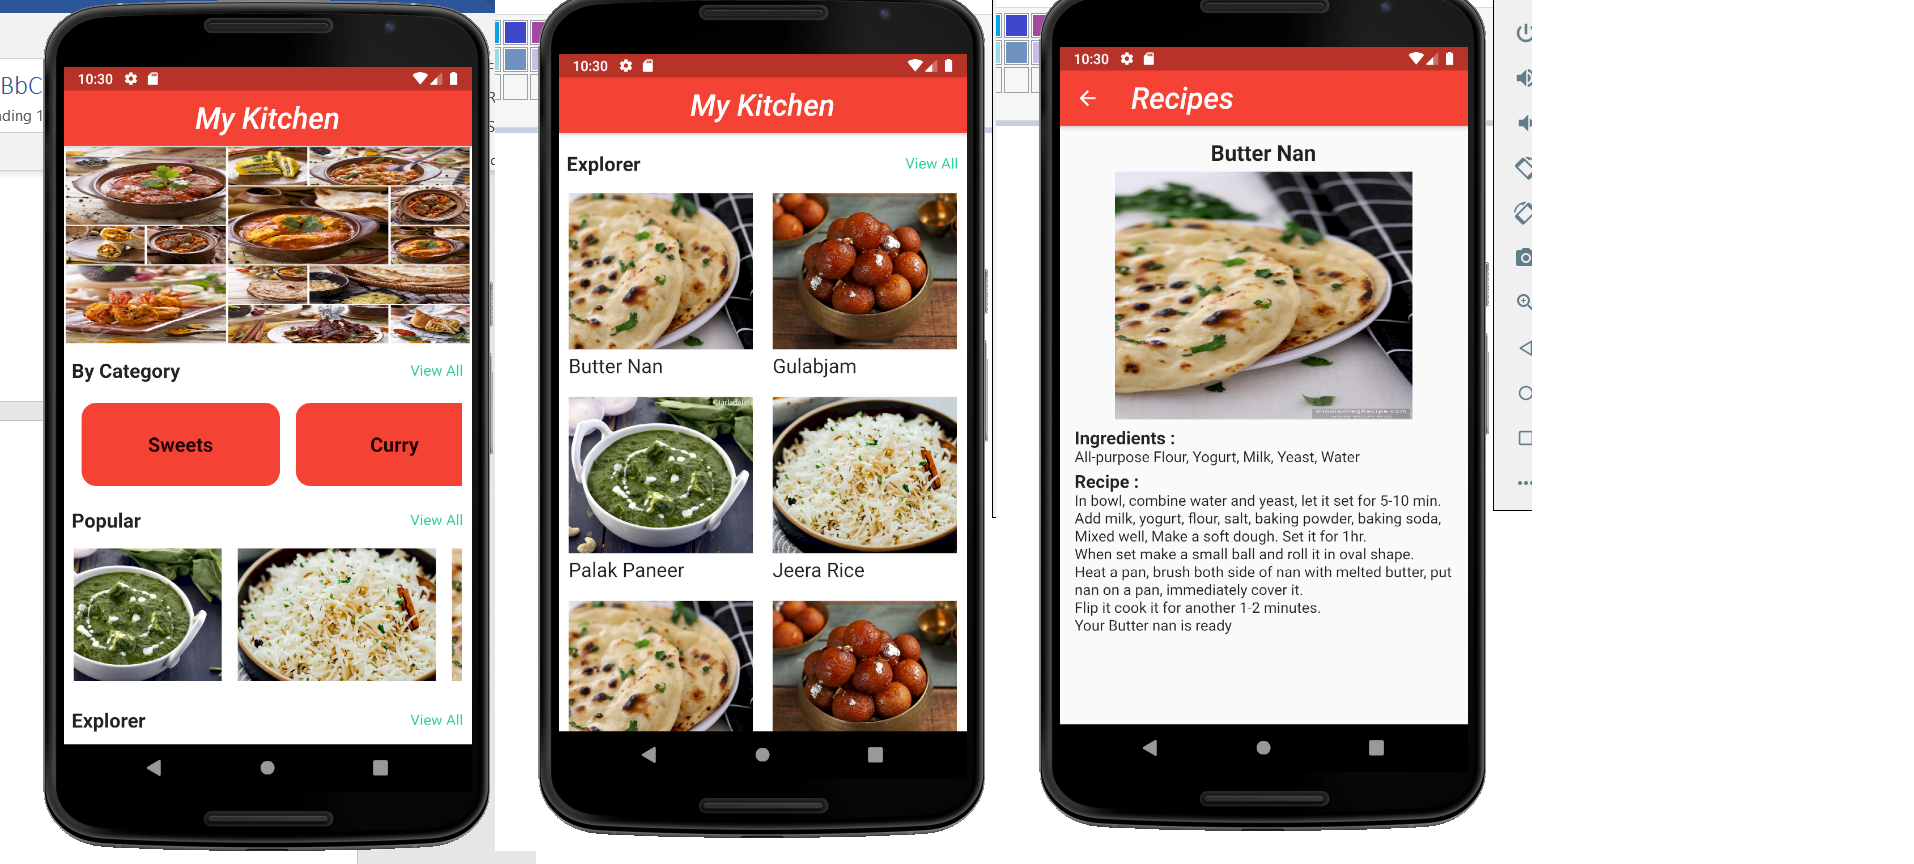 BbC
ding 1
10:30
My Kitchen
By Category
View All
Sweets
Curry
Popular
View All
Explorer
View All
10:30
My Kitchen
Explorer
View All
Butter Nan
Gulabjam
Palak Paneer
Jeera Rice
10:30
Recipes
Butter Nan
Ingredients :
All-purpose Flour, Yogurt, Milk, Yeast, Water
Recipe :
In bowl, combine water and yeast, let it set for 5-10 min.
Add milk, yogurt, flour, salt, baking powder, baking soda,
Mixed well, Make a soft dough. Set it for 1hr.
When set make a small ball and roll it in oval shape.
Heat a pan, brush both side of nan with melted butter, put
nan on a pan, immediately cover it.
Flip it cook it for another 1-2 minutes.
Your Butter nan is ready